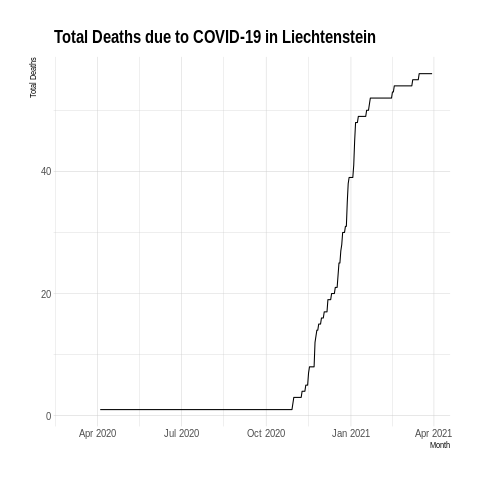 Total Deaths due to COVID-19 in Liechtenstein
Total Deaths
40
20
0
Apr 2020 Jul 2020 Oct 2020 Jan 2021 Apr 2021
Month